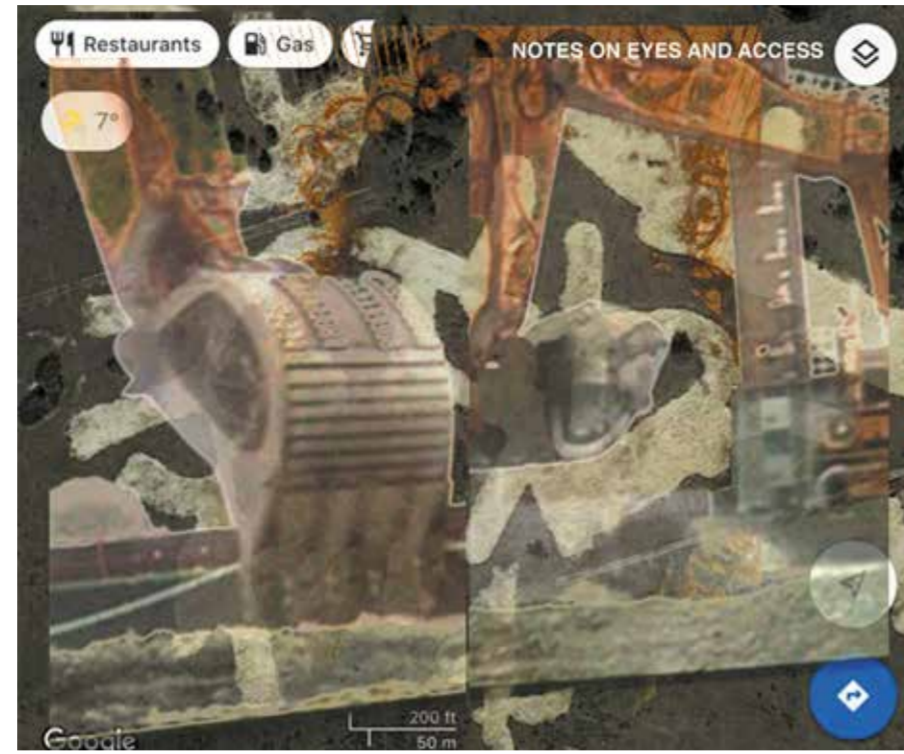 Restaurants
Gas
NOTES ON EYES AND ACCESS
7°
Google
200 ft
50 m